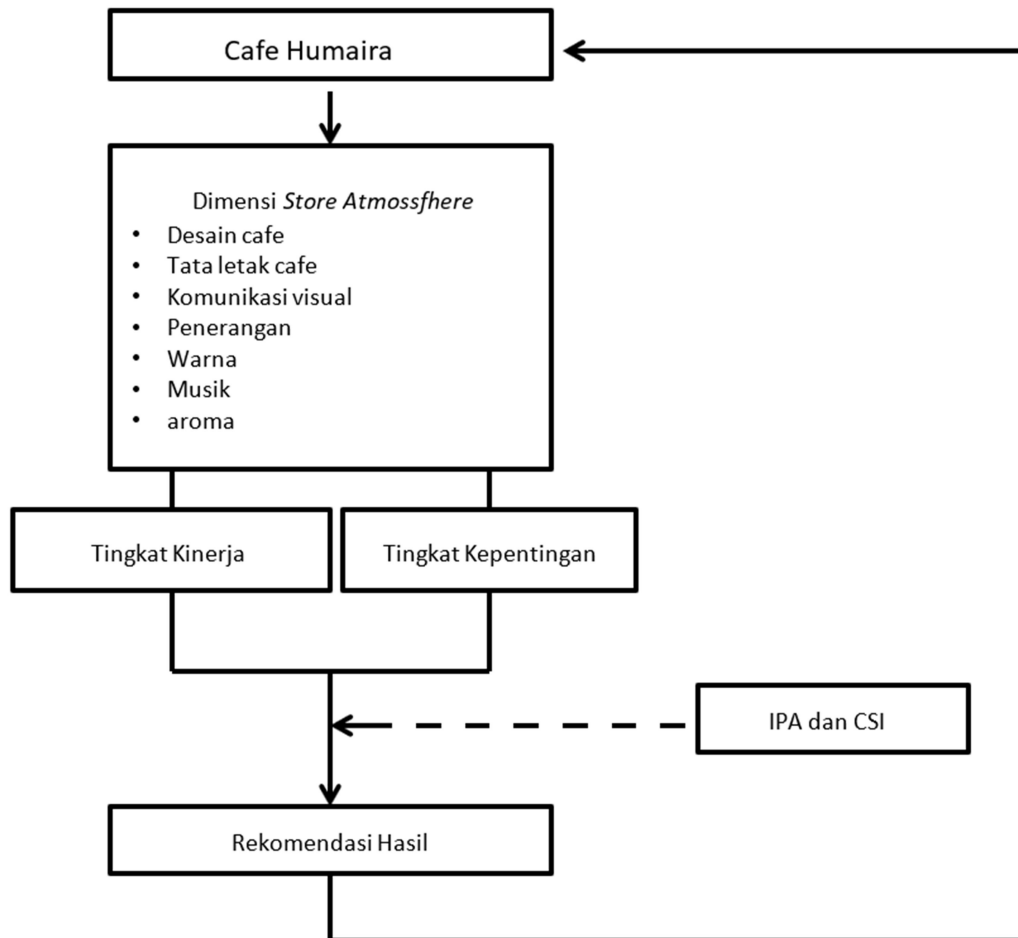 Cafe Humaira
Dimensi Store Atmossfhere
• Desain cafe
• Tata letak cafe
• Komunikasi visual
• Penerangan
• Warna
• Musik
• aroma
Tingkat Kinerja
Tingkat Kepentingan
IPA dan CSI
Rekomendasi Hasil